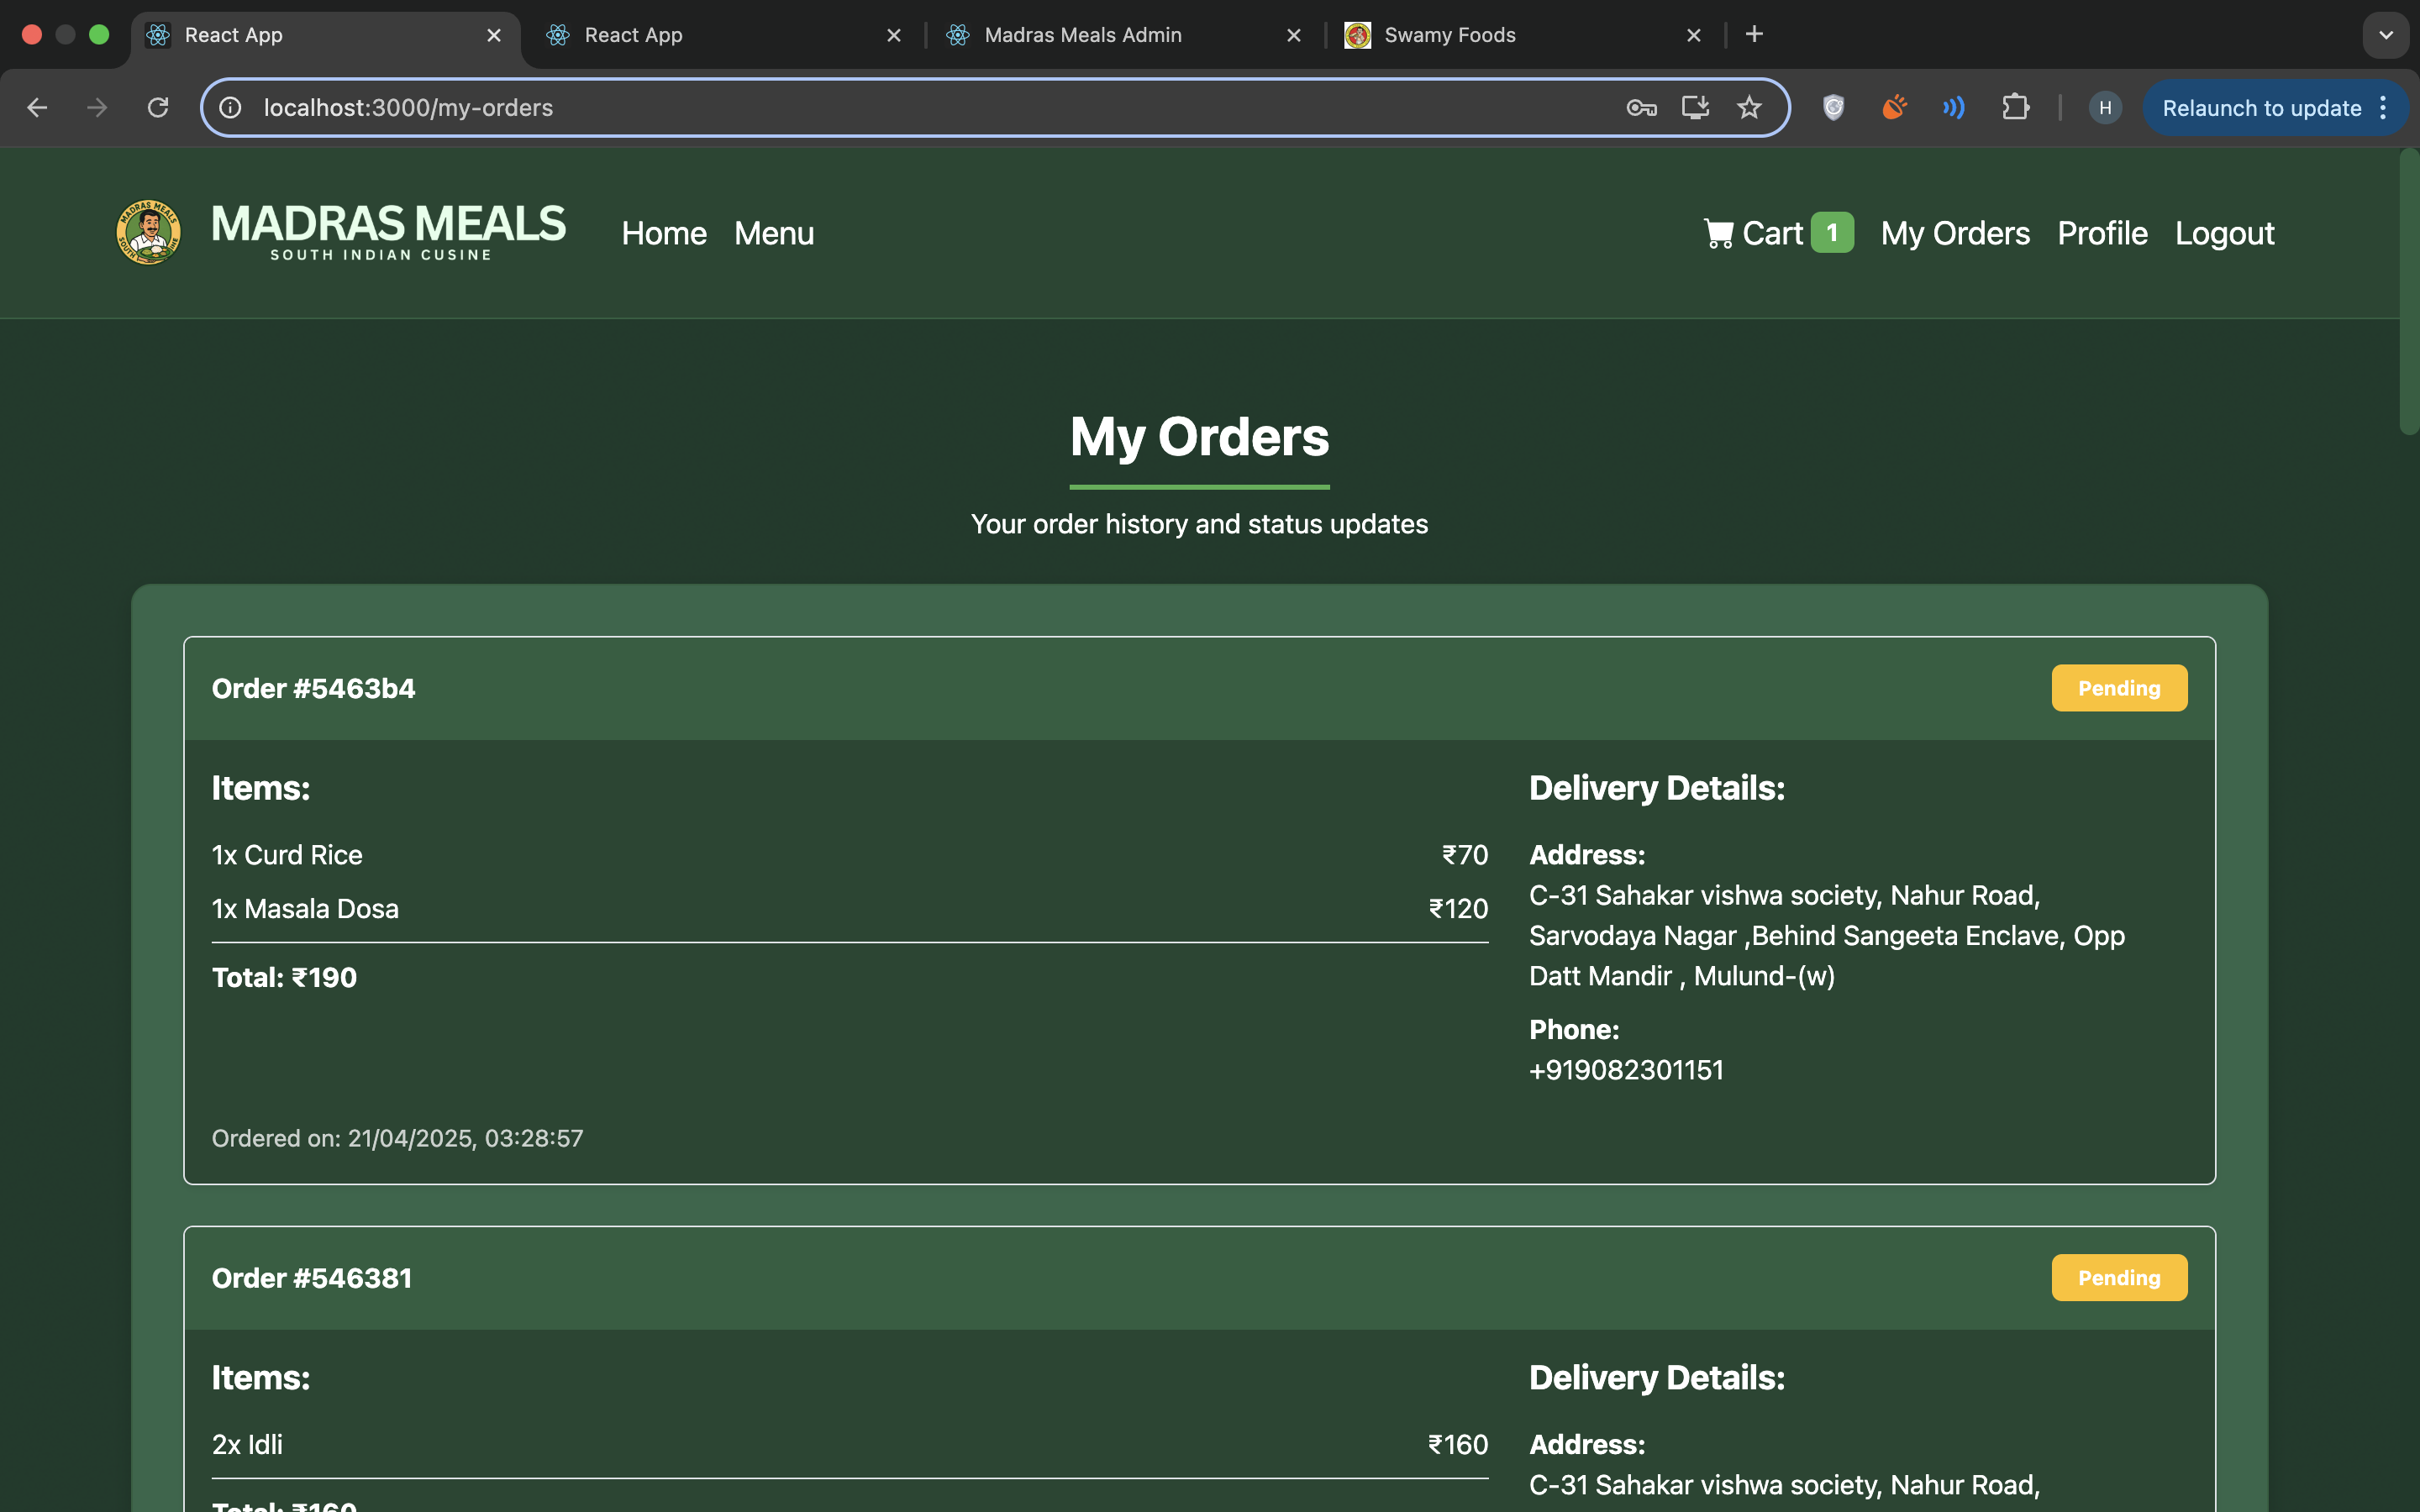 React App
React App
Madras Meals Admin
Swamy Foods
localhost:3000/my-orders
H
Relaunch to update
MADRAS MEALS
SOUTH INDIAN CUSINE
Home
Menu
Cart 1
My Orders
Profile
Logout
My Orders
Your order history and status updates
Order #5463b4
Pending
Items:
1x Curd Rice ₹70
1x Masala Dosa ₹120
Total: ₹190
Delivery Details:
Address:
C-31 Sahakar vishwa society, Nahur Road,
Sarvodaya Nagar ,Behind Sangeeta Enclave, Opp
Datt Mandir , Mulund-(w)
Phone:
+919082301151
Ordered on: 21/04/2025, 03:28:57
Order #546381
Pending
Items:
2x Idli ₹160
Total: ₹160
Delivery Details:
Address:
C-31 Sahakar vishwa society, Nahur Road,